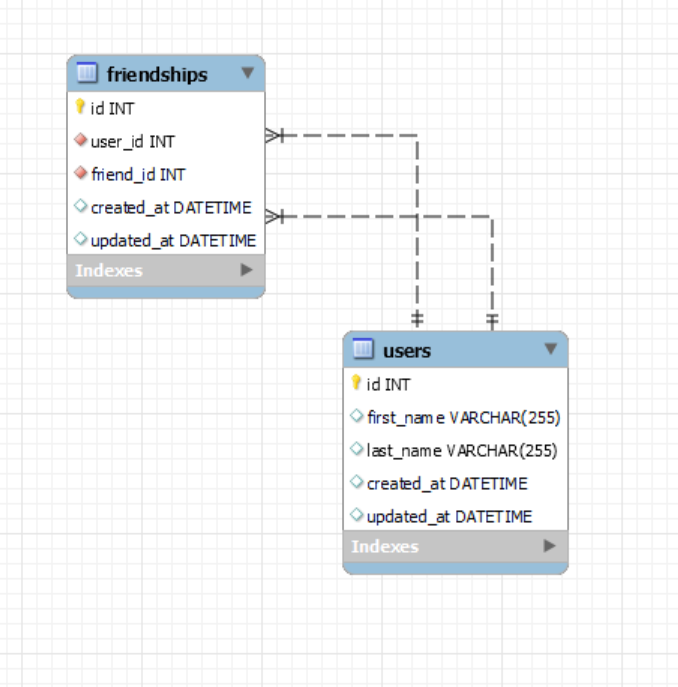 friendships
id INT
user_id INT
friend_id INT
created_at DATETIME
updated_at DATETIME
Indexes
users
id INT
first_name VARCHAR(255)
last_name VARCHAR(255)
created_at DATETIME
updated_at DATETIME
Indexes